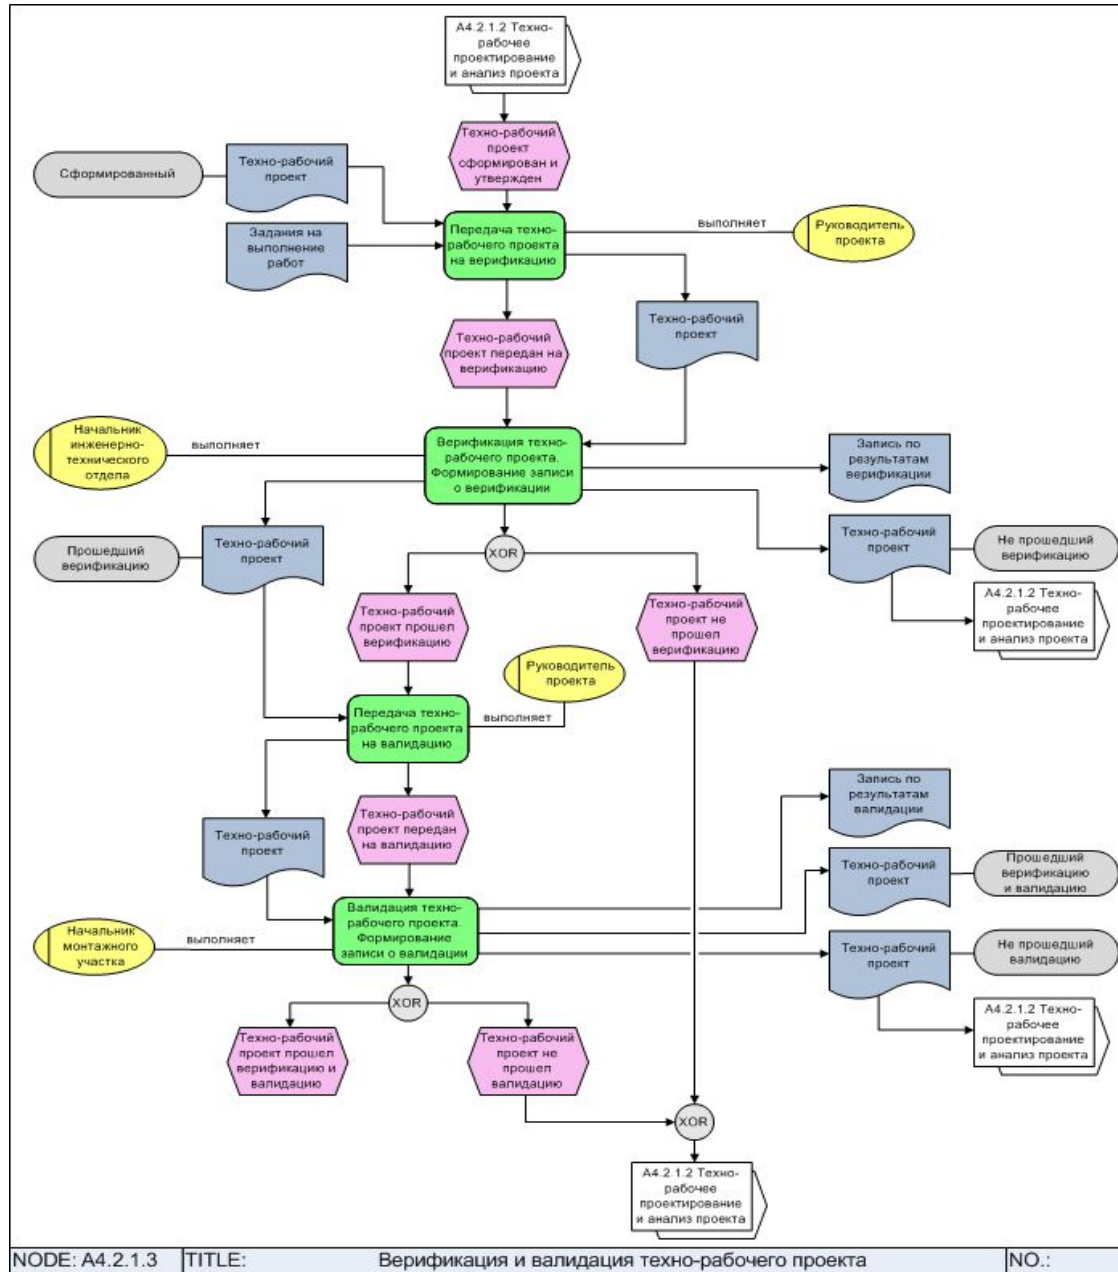 A4.2.1.2 Техно-
рабочее
проектирование
и анализ проекта
Техно-рабочий
проект
сформирован и
утвержден
Сформированный
Техно-рабочий
проект
Задания на
выполнение
работ
Передача техно-
рабочего проекта
на верификацию
выполняет
Руководитель
проекта
Техно-рабочий
проект
Техно-рабочий
проект передан на
верификацию
Начальник
инженерно-
технического
отдела
выполняет
Верификация техно-
рабочего проекта.
Формирование записи
о верификации
Запись по
результатам
верификации
Прошедший
верификацию
Техно-рабочий
проект
XOR
Техно-рабочий
проект
Не прошедший
верификацию
A4.2.1.2 Техно-
рабочее
проектирование
и анализ проекта
Техно-рабочий
проект прошел
верификацию
Техно-рабочий
проект не
прошел
верификацию
Руководитель
проекта
Передача техно-
рабочего проекта
на валидацию
выполняет
Техно-рабочий
проект
Техно-рабочий
проект передан
на валидацию
Запись по
результатам
валидации
Техно-рабочий
проект
Прошедший
верификацию
и валидацию
Начальник
монтажного
участка
выполняет
Валидация техно-
рабочего проекта.
Формирование
записи о валидации
Техно-рабочий
проект
Не прошедший
валидацию
XOR
A4.2.1.2 Техно-
рабочее
проектирование
и анализ проекта
Техно-рабочий
проект прошел
верификацию и
валидацию
Техно-рабочий
проект не
прошел
валидацию
XOR
A4.2.1.2 Техно-
рабочее
проектирование
и анализ проекта
NODE: A4.2.1.3 TITLE: Верификация и валидация техно-рабочего проекта NO.: